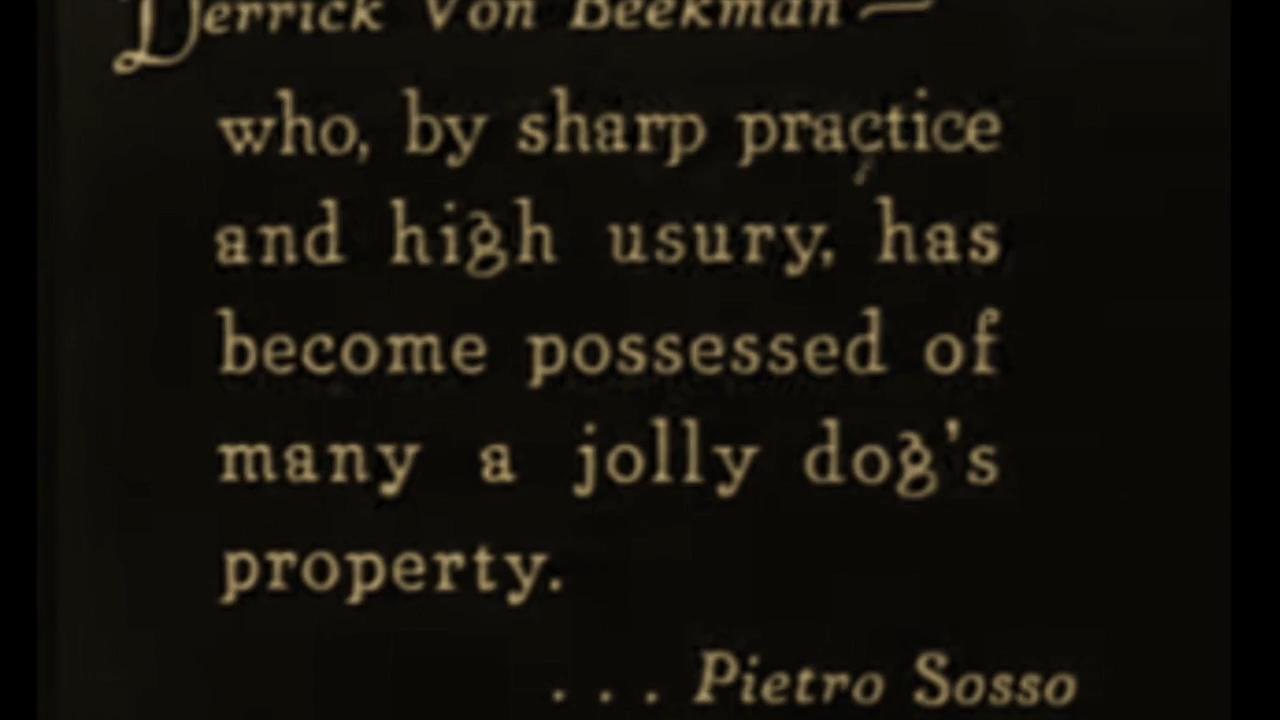 Derrick Von Beekman —
who, by sharp practice
and high usury, has
become possessed of
many a jolly dog's
property.
. . . Pietro Sosso